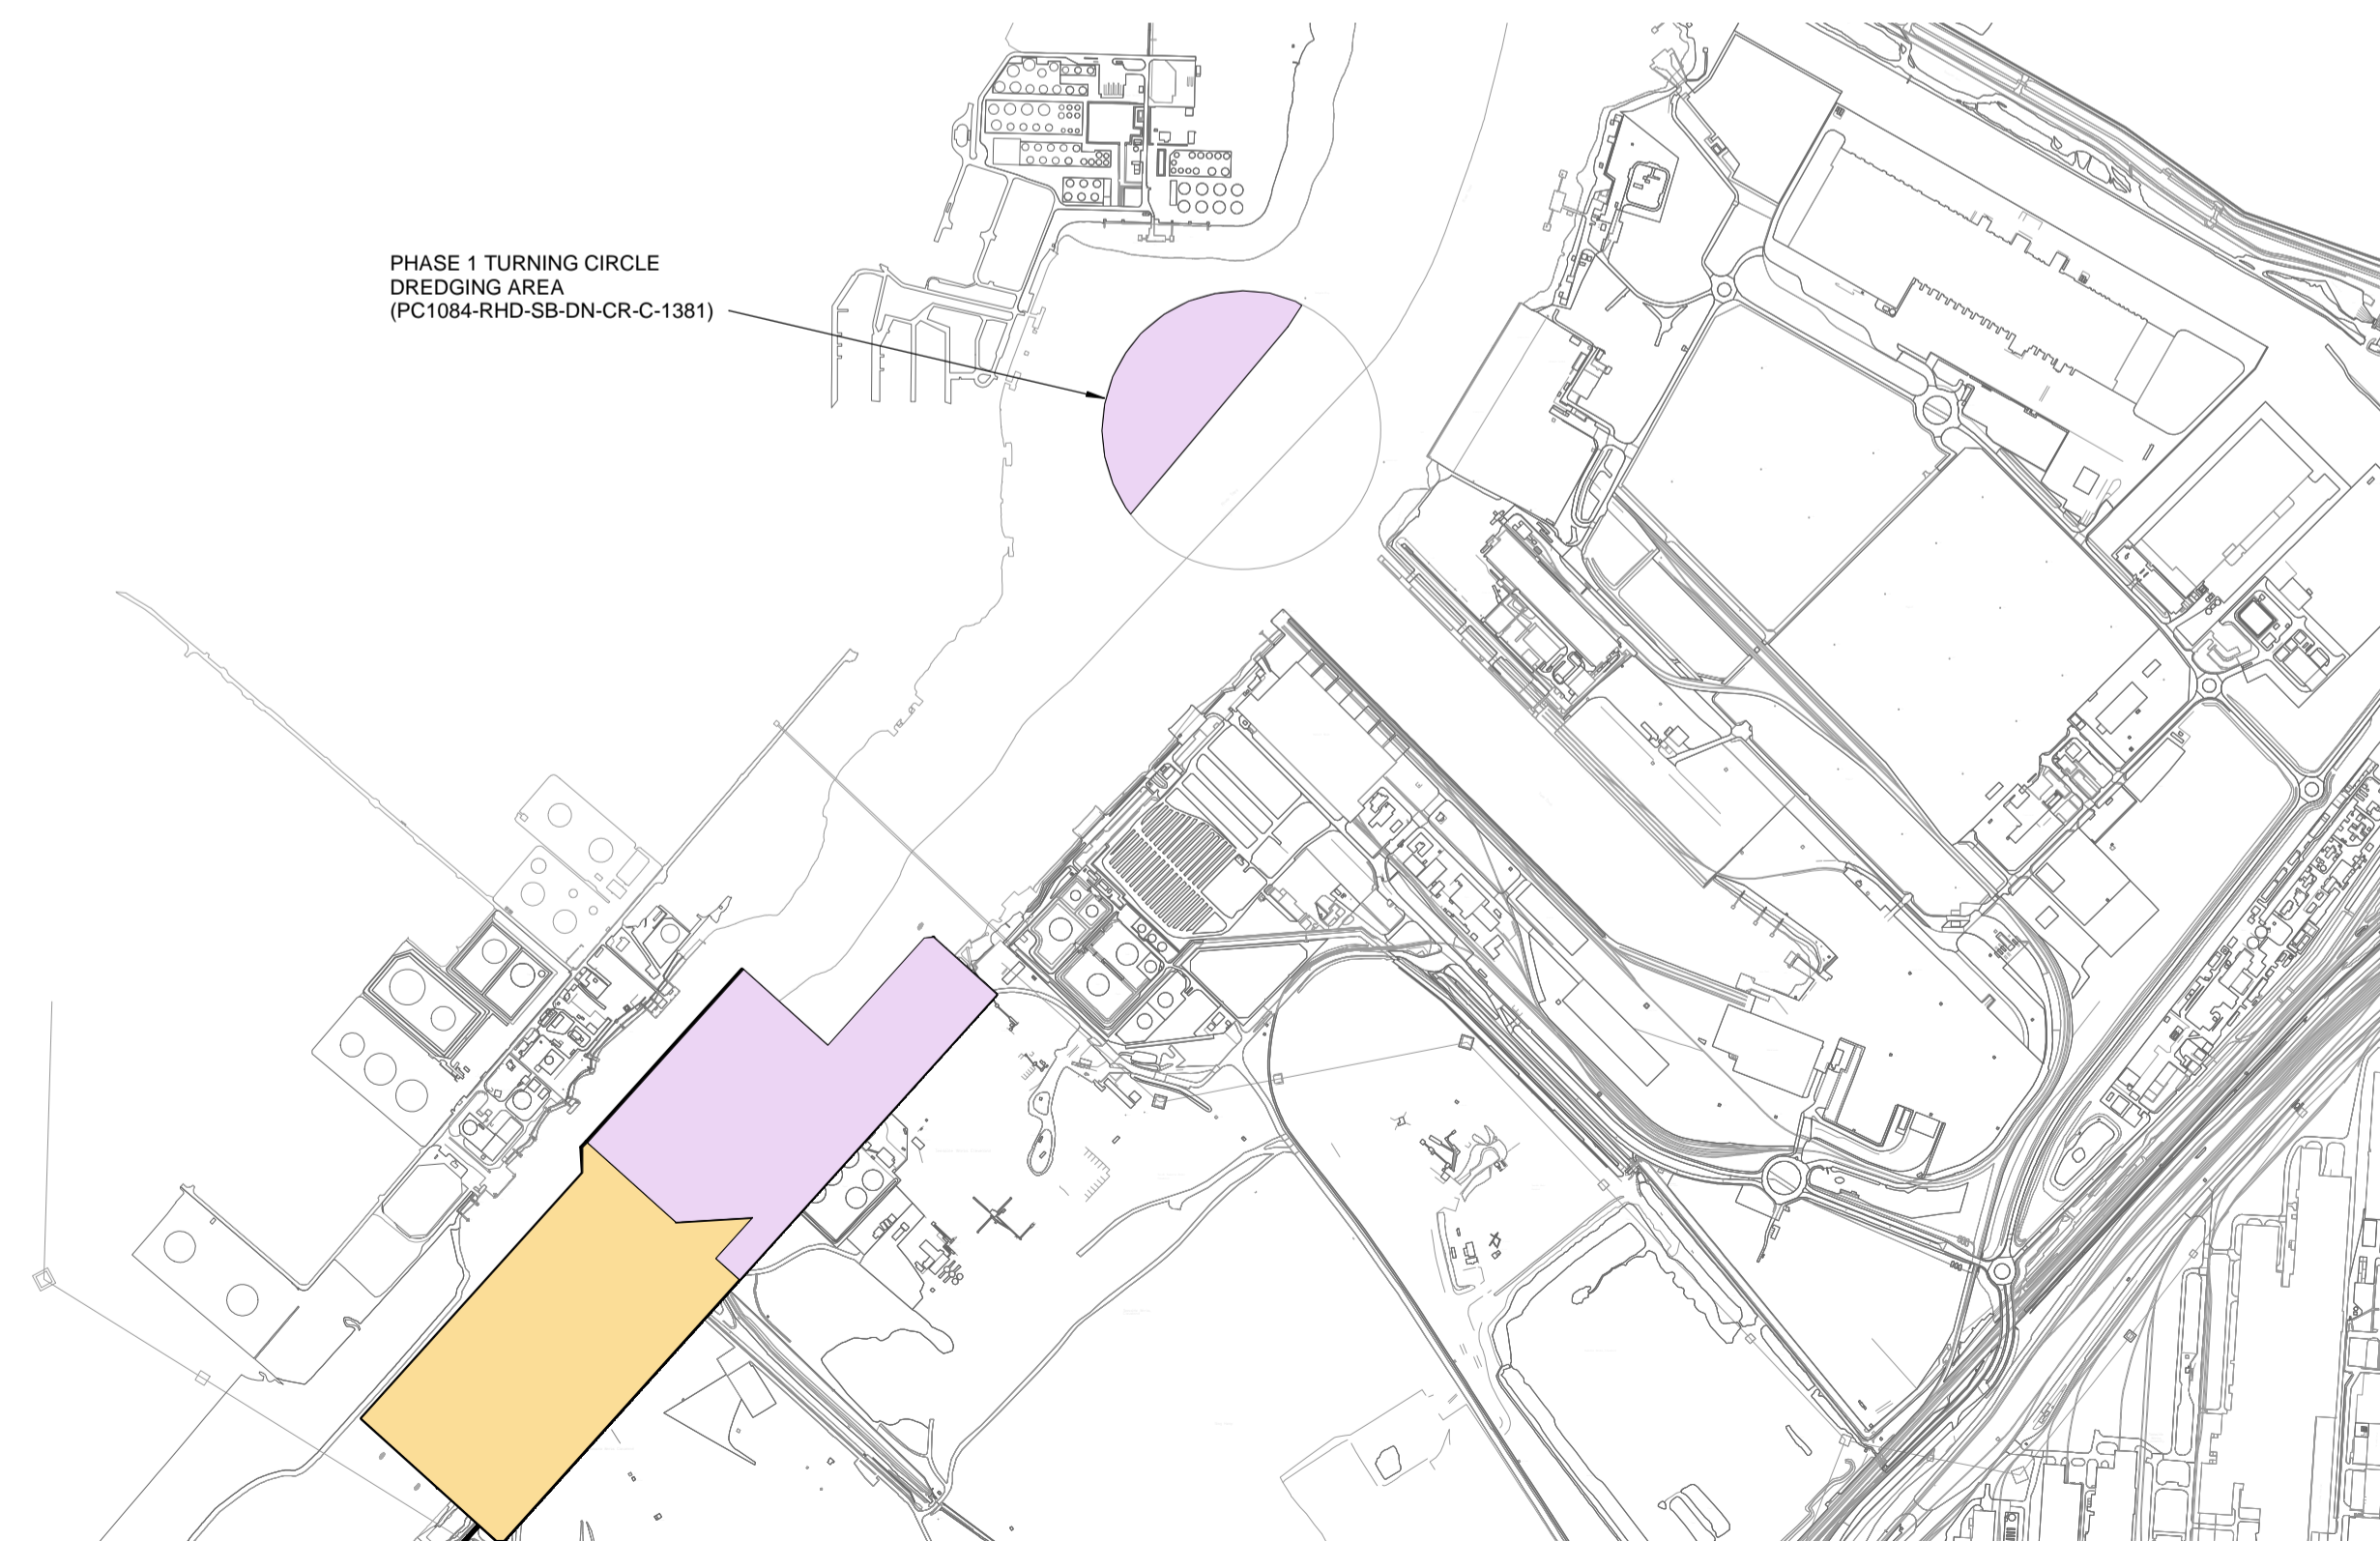 PHASE 1 TURNING CIRCLE
DREDGING AREA
(PC1084-RHD-SB-DN-CR-C-1381)